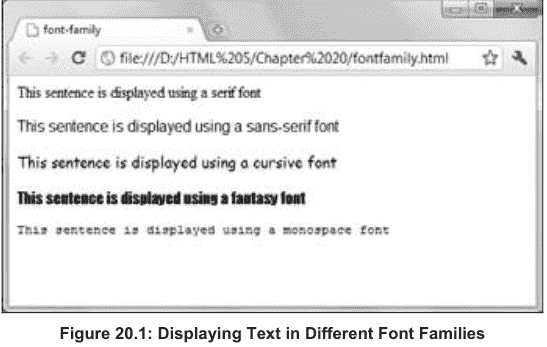 font-family
file:///D:/HTML%205/Chapter%2020/fontfamily.html
This sentence is displayed using a serif font
This sentence is displayed using a sans-serif font
This sentence is displayed using a cursive font
This sentence is displayed using a fantasy font
This sentence is displayed using a monospace font
Figure 20.1: Displaying Text in Different Font Families